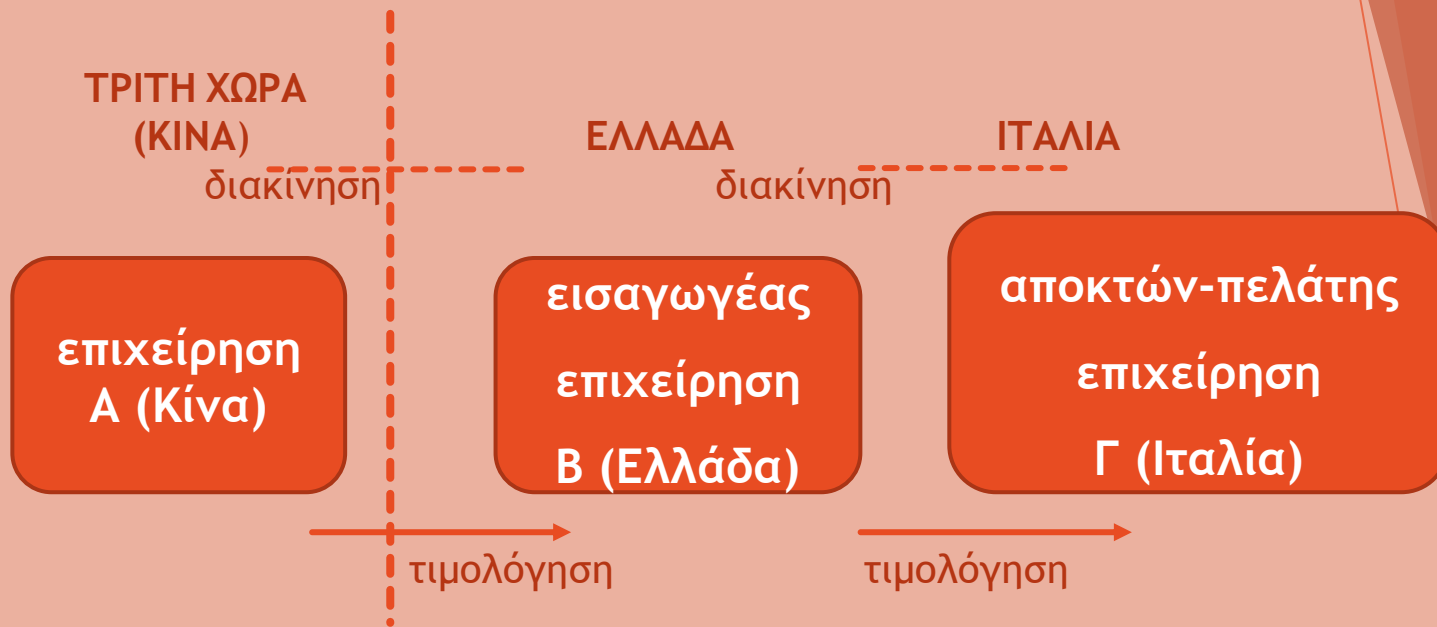 ΤΡΙΤΗ ΧΩΡΑ
(ΚΙΝΑ)
ΕΛΛΑΔΑ
ΙΤΑΛΙΑ
διακίνηση
διακίνηση
επιχείρηση
Α (Κίνα)
εισαγωγέας
επιχείρηση
Β (Ελλάδα)
αποκτών-πελάτης
επιχείρηση
Γ (Ιταλία)
τιμολόγηση
τιμολόγηση